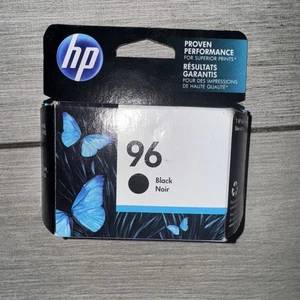 hp
PROVEN
PERFORMANCE
FOR SUPERIOR PRINTS
RÉSULTATS
GARANTIS
POUR DES IMPRESSIONS
DE HAUTE QUALITÉ
96
Black
Noir